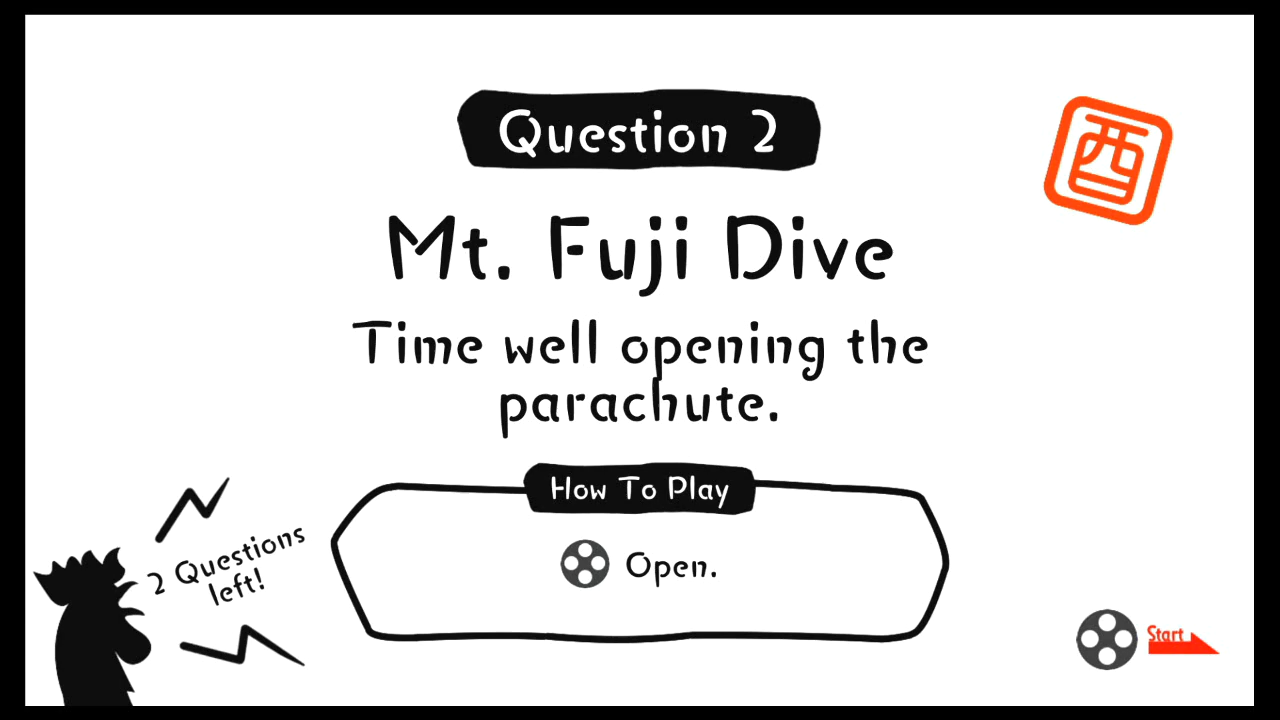 Question 2
酉
Mt. Fuji Dive
Time well opening the
parachute.
How To Play
Open.
2 Questions
left!
Start